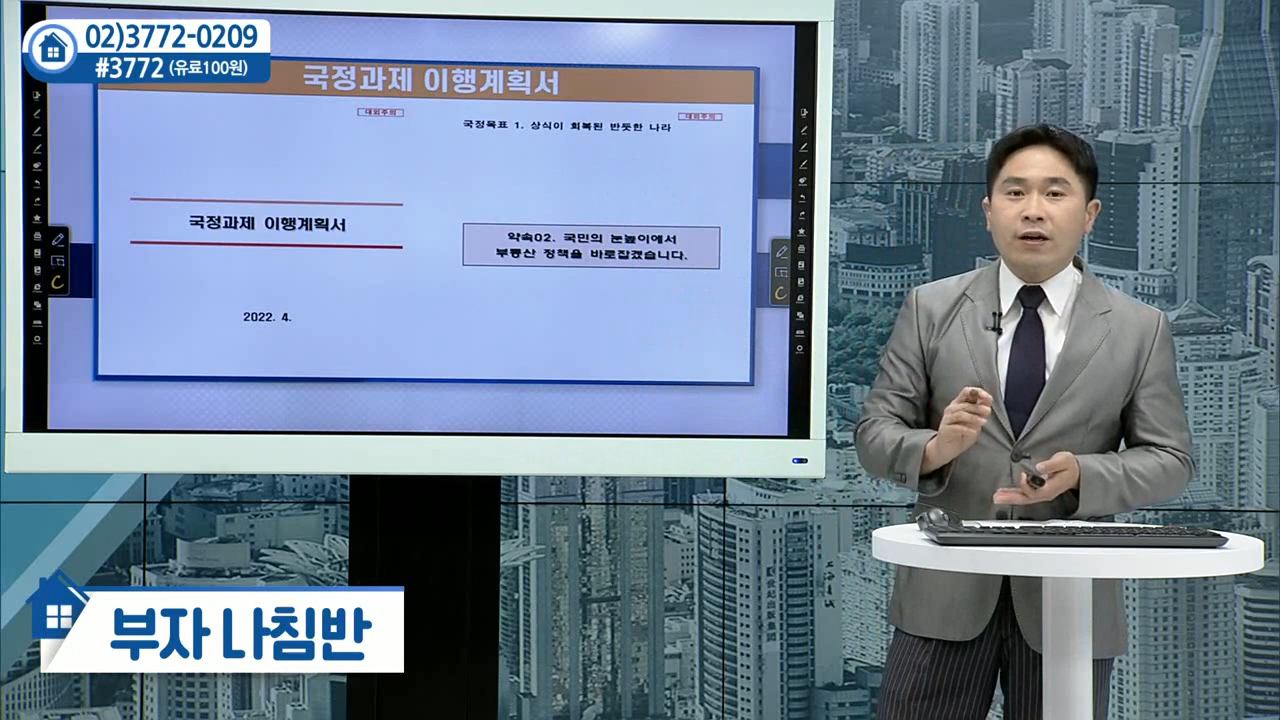 02)3772-0209
#3772 (유료100원)
국정과제 이행계획서
대외주의
대외주의
국정목표 1. 상식이 회복된 반듯한 나라
국정과제 이행계획서
약속02. 국민의 눈높이에서
부동산 정책을 바로잡겠습니다.
2022. 4.
부자 나침반